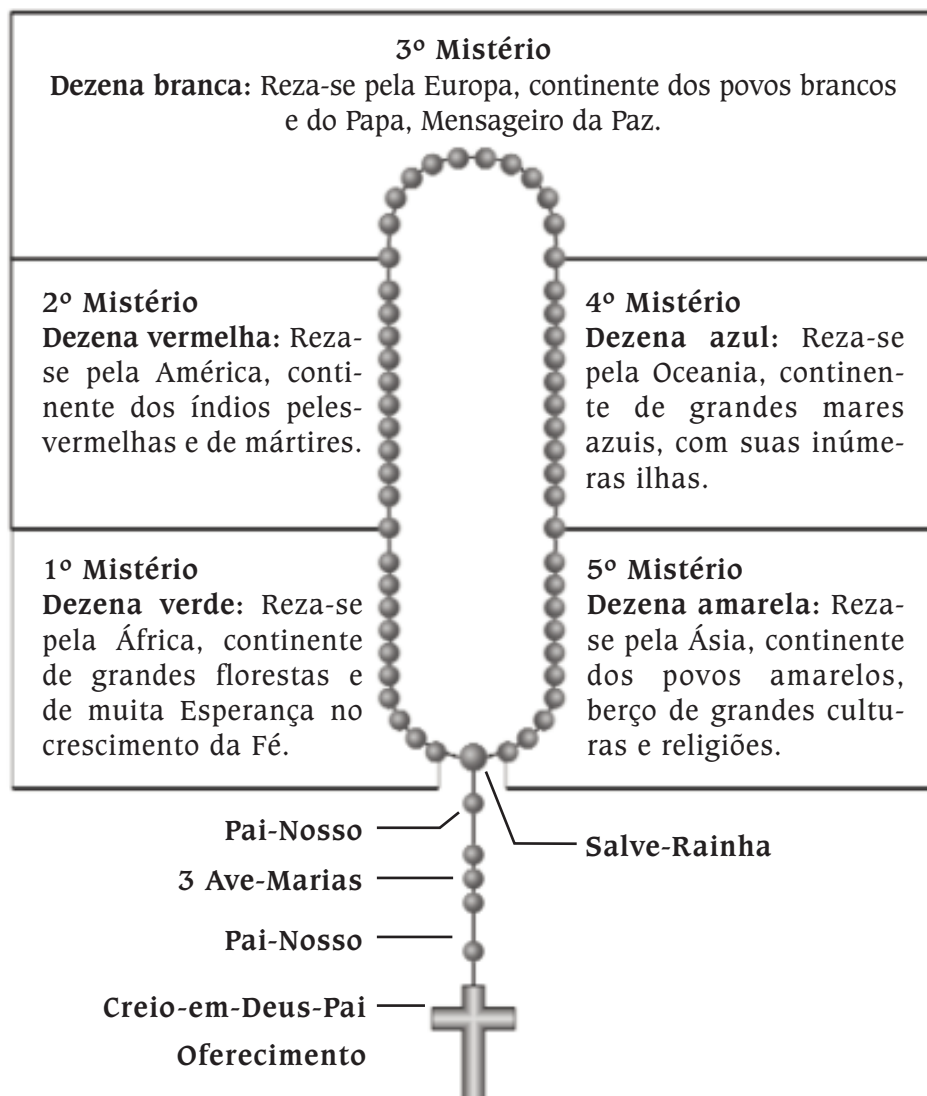 3º Mistério
Dezena branca: Reza-se pela Europa, continente dos povos brancos
e do Papa, Mensageiro da Paz.
2º Mistério
Dezena vermelha: Reza-
se pela América, conti-
nente dos índios peles-
vermelhas e de mártires.
4º Mistério
Dezena azul: Reza-se
pela Oceania, continen-
te de grandes mares
azuis, com suas inúme-
ras ilhas.
1º Mistério
Dezena verde: Reza-se
pela África, continente
de grandes florestas e
de muita Esperança no
crescimento da Fé.
5º Mistério
Dezena amarela: Reza-
se pela Ásia, continente
dos povos amarelos,
berço de grandes cultu-
ras e religiões.
Pai-Nosso
Salve-Rainha
3 Ave-Marias
Pai-Nosso
Creio-em-Deus-Pai
Oferecimento